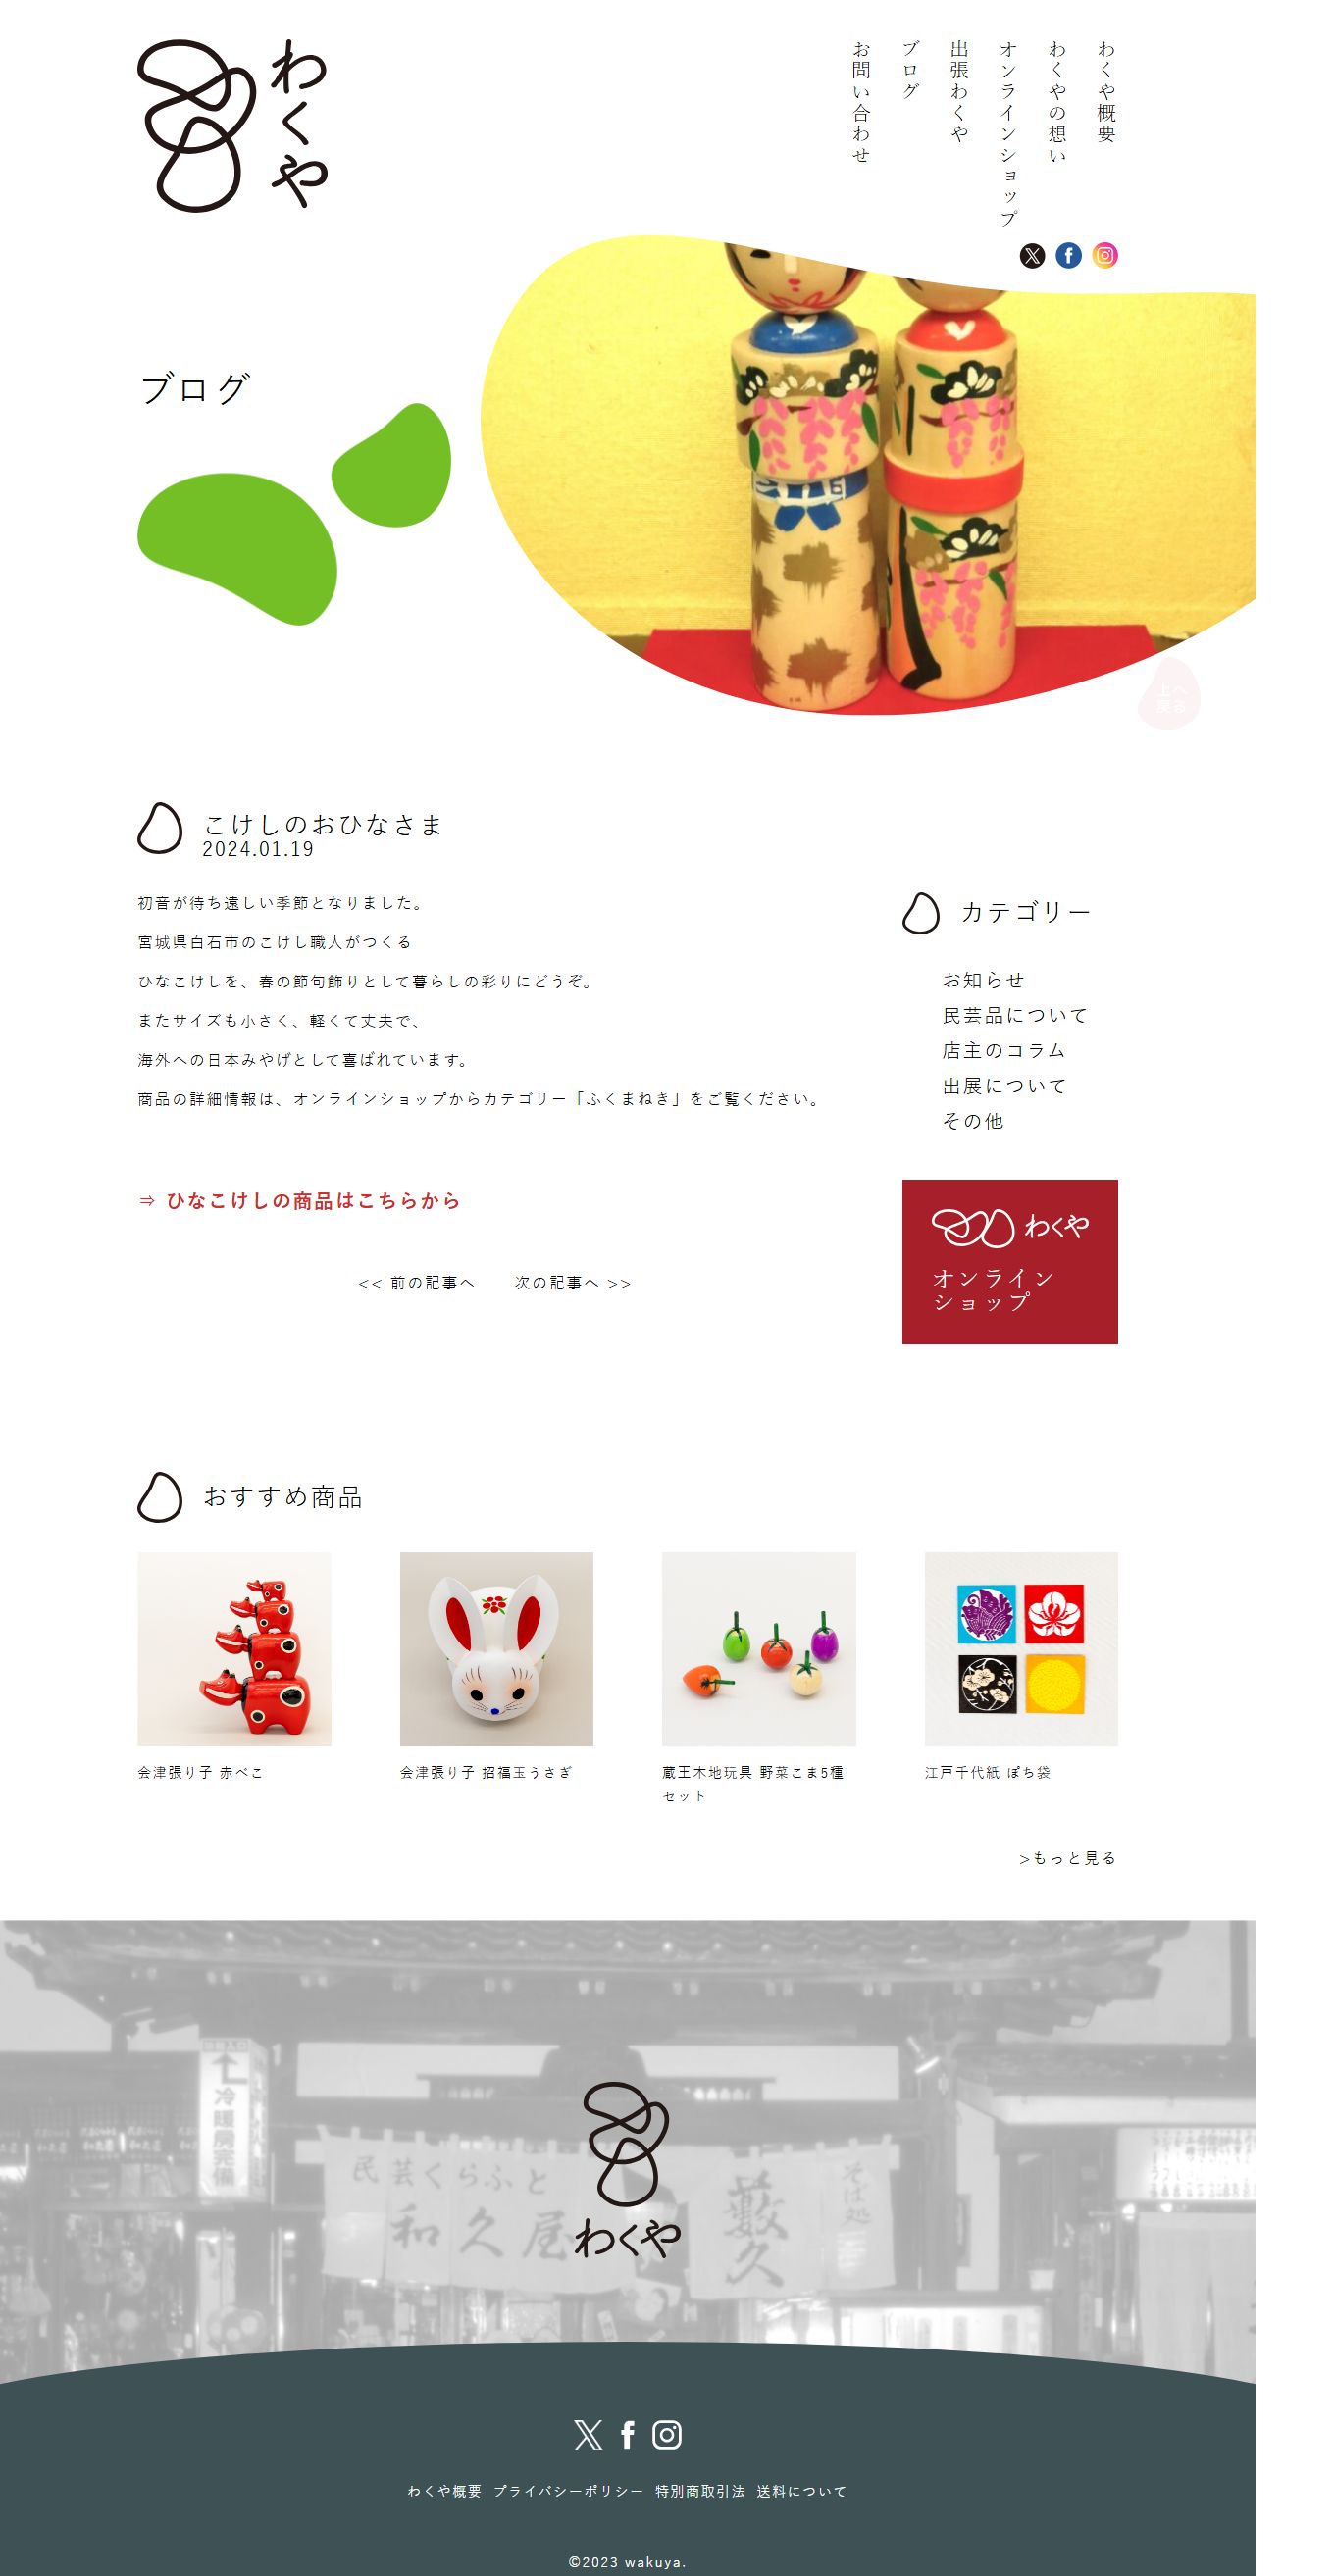 わくや
わくや概要
わくやの想い
オンラインショップ
出張わくや
ブログ
お問い合わせ
ブログ
上へ
戻る
こけしのおひなさま
2024.01.19
初音が待ち遠しい季節となりました。
宮城県白石市のこけし職人がつくる
ひなこけしを、春の節句飾りとして暮らしの彩りにどうぞ。
またサイズも小さく、軽くて丈夫で、
海外への日本みやげとして喜ばれています。
商品の詳細情報は、オンラインショップからカテゴリー「ふくまねき」をご覧ください。
⇒ ひなこけしの商品はこちらから
<< 前の記事へ 次の記事へ >>
カテゴリー
お知らせ
民芸品について
店主のコラム
出展について
その他
わくや
オンライン
ショップ
おすすめ商品
会津張り子 赤べこ
会津張り子 招福玉うさぎ
蔵王木地玩具 野菜こま5種
セット
江戸千代紙 ぽち袋
>もっと見る
冷暖房完備
民芸くらふと
和久屋
藪久
そば処
わくや
わくや概要 プライバシーポリシー 特別商取引法 送料について
©2023 wakuya.